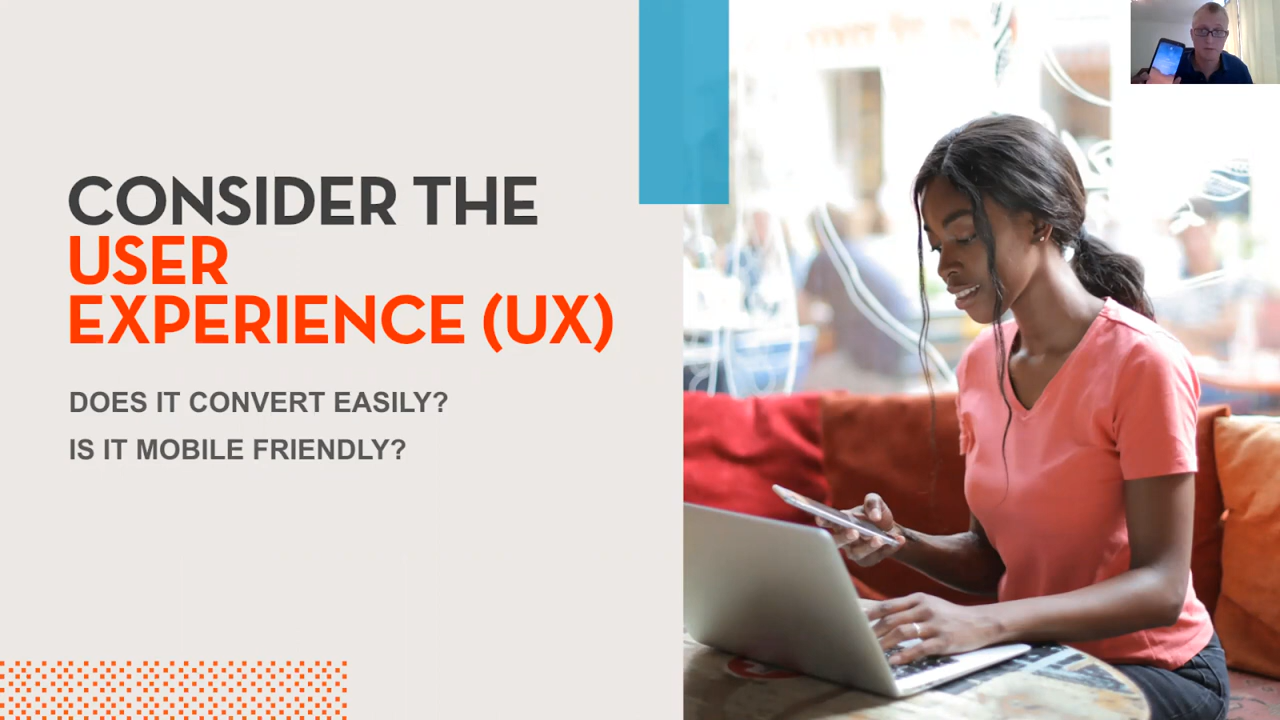 CONSIDER THE
USER
EXPERIENCE (UX)
DOES IT CONVERT EASILY?
IS IT MOBILE FRIENDLY?